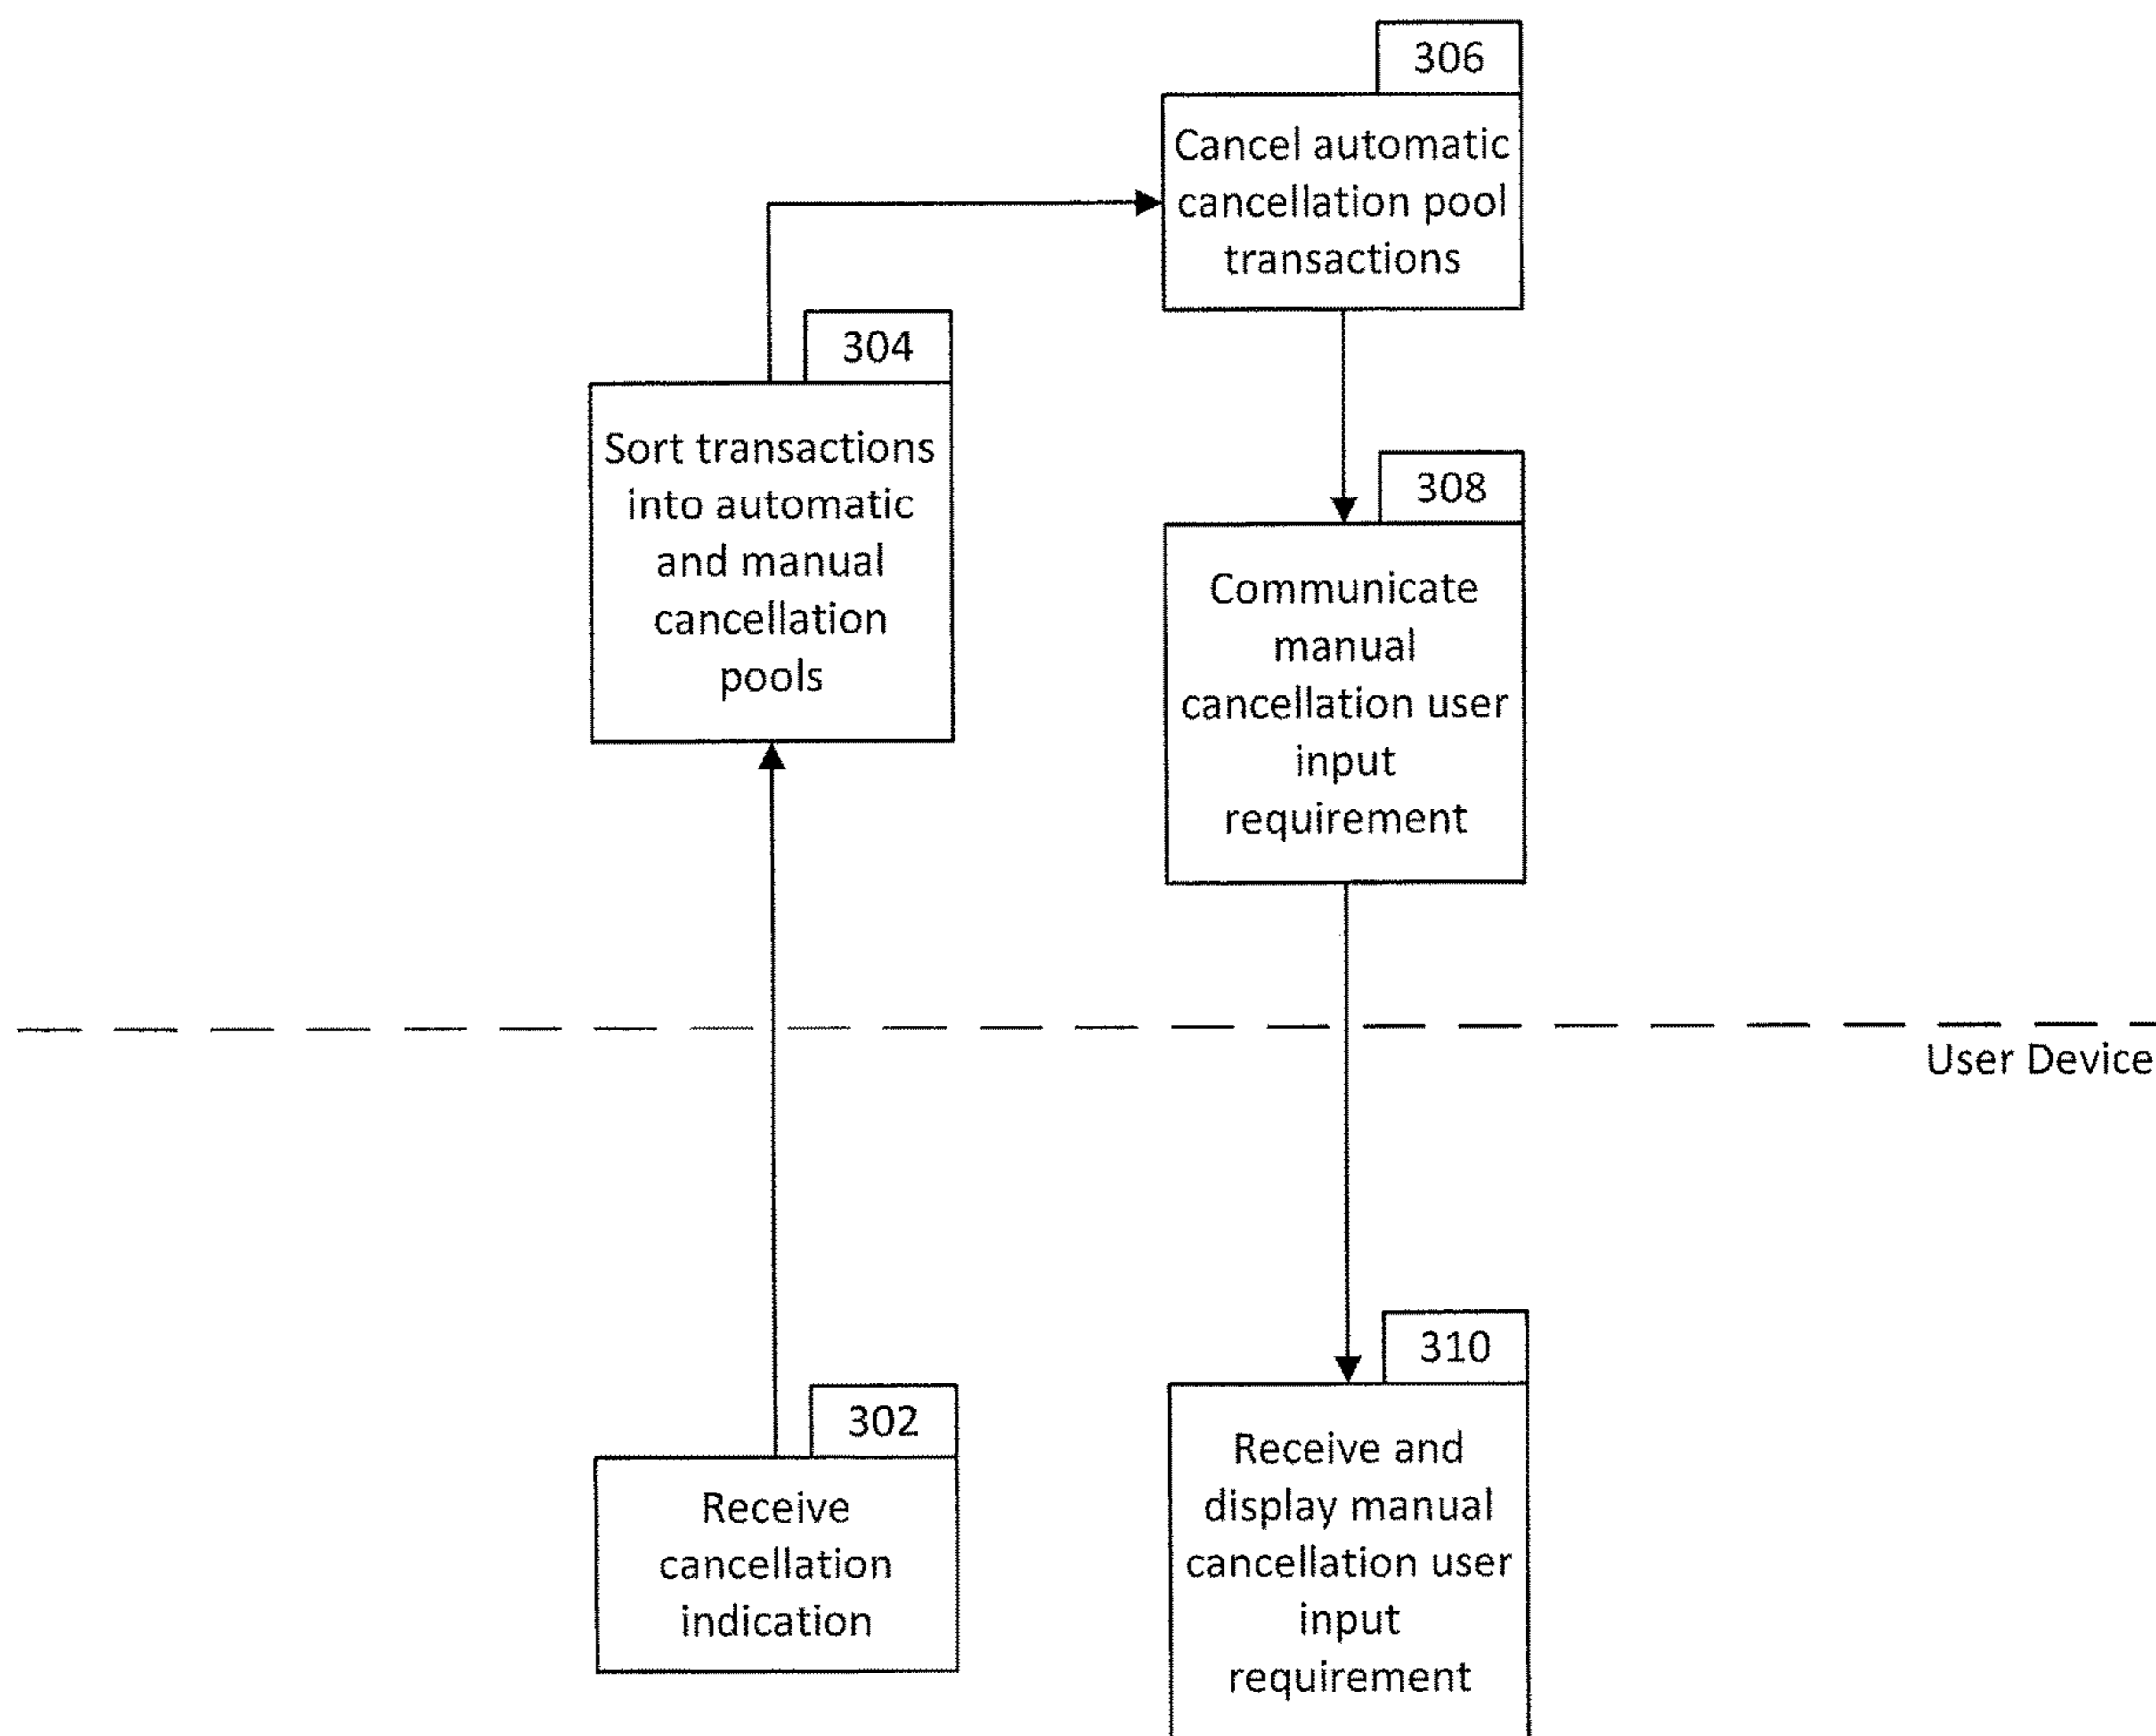 306
Cancel automatic
cancellation pool
transactions
304
Sort transactions
into automatic
and manual
cancellation
pools
308
Communicate
manual
cancellation user
input
requirement
User Device
302
Receive
cancellation
indication
310
Receive and
display manual
cancellation user
input
requirement